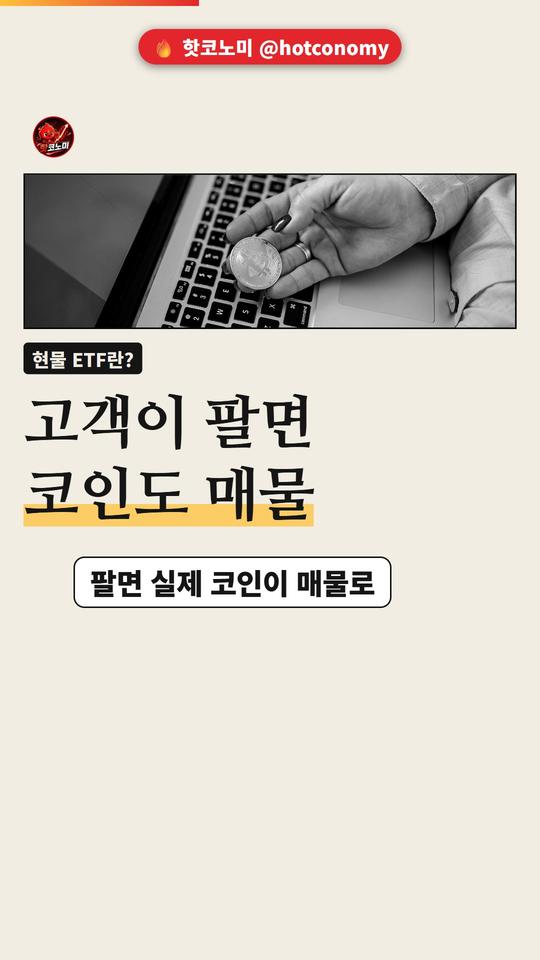 🔥 핫코노미 @hotconomy
핫코노미
현물 ETF란?
고객이 팔면
코인도 매물
팔면 실제 코인이 매물로